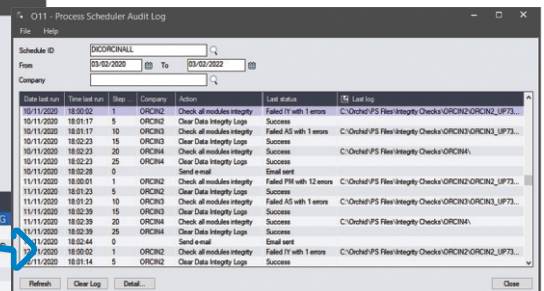 O11 - Process Scheduler Audit Log
File Help
Schedule ID DICORCINALL
From 03/02/2020 To 03/02/2022
Company
Date last run Time last run Step ... Company Action Last status Last log
10/11/2020 18:00:02 1 ORCIN2 Check all modules integrity Failed IY with 1 errors C:\Orchid\PS Files\Integrity Checks\ORCIN2\ORCIN2_UP73...
10/11/2020 18:01:17 5 ORCIN2 Clear Data Integrity Logs Success
10/11/2020 18:01:17 10 ORCIN3 Check all modules integrity Failed AS with 1 errors C:\Orchid\PS Files\Integrity Checks\ORCIN3\ORCIN3_UP73...
10/11/2020 18:02:23 15 ORCIN3 Clear Data Integrity Logs Success
10/11/2020 18:02:23 20 ORCIN4 Check all modules integrity Success C:\Orchid\PS Files\Integrity Checks\ORCIN4\
10/11/2020 18:02:23 25 ORCIN4 Clear Data Integrity Logs Success
10/11/2020 18:02:28 0 Send e-mail Email sent
11/11/2020 18:00:01 1 ORCIN2 Check all modules integrity Failed PM with 12 errors C:\Orchid\PS Files\Integrity Checks\ORCIN2\ORCIN2_UP73...
11/11/2020 18:01:23 5 ORCIN2 Clear Data Integrity Logs Success
11/11/2020 18:01:23 10 ORCIN3 Check all modules integrity Failed AS with 1 errors C:\Orchid\PS Files\Integrity Checks\ORCIN3\ORCIN3_UP73...
11/11/2020 18:02:39 15 ORCIN3 Clear Data Integrity Logs Success
11/11/2020 18:02:39 20 ORCIN4 Check all modules integrity Success C:\Orchid\PS Files\Integrity Checks\ORCIN4\
11/11/2020 18:02:39 25 ORCIN4 Clear Data Integrity Logs Success
11/11/2020 18:02:44 0 Send e-mail Email sent
18:00:02 1 ORCIN2 Check all modules integrity Failed IY with 1 errors C:\Orchid\PS Files\Integrity Checks\ORCIN2\ORCIN2_UP73...
18:01:14 5 ORCIN2 Clear Data Integrity Logs Success
Refresh Clear Log Detail... Close